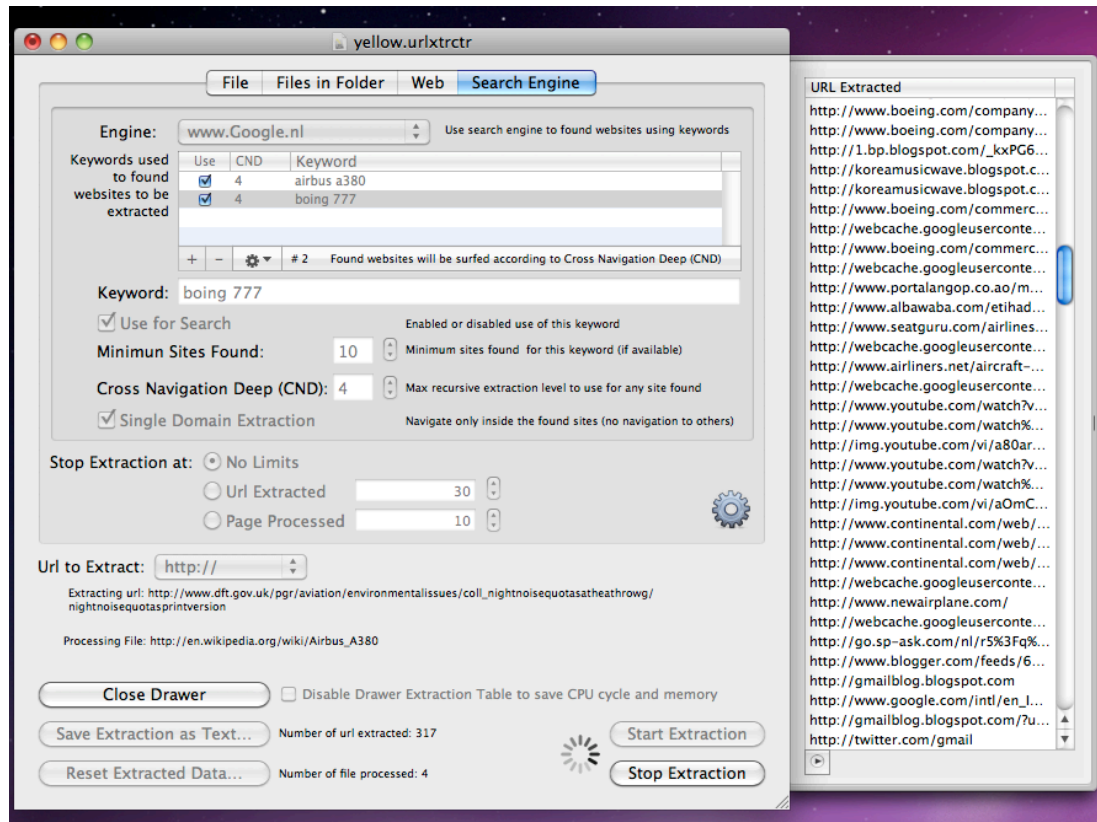 yellow.urlxtrctr
File Files in Folder Web Search Engine
Engine: www.Google.nl Use search engine to found websites using keywords
Keywords used
to found
websites to be
extracted
Use CND Keyword
4 airbus a380
4 boing 777
+ - # 2 Found websites will be surfed according to Cross Navigation Deep (CND)
Keyword: boing 777
Use for Search Enabled or disabled use of this keyword
Minimun Sites Found: 10 Minimum sites found for this keyword (if available)
Cross Navigation Deep (CND): 4 Max recursive extraction level to use for any site found
Single Domain Extraction Navigate only inside the found sites (no navigation to others)
Stop Extraction at: No Limits
Url Extracted 30
Page Processed 10
Url to Extract: http://
Extracting url: http://www.dft.gov.uk/pgr/aviation/environmentalissues/coll_nightnoisequotasatheathrowg/
nightnoisequotasprintversion
Processing File: http://en.wikipedia.org/wiki/Airbus_A380
Close Drawer Disable Drawer Extraction Table to save CPU cycle and memory
Save Extraction as Text... Number of url extracted: 317 Start Extraction
Reset Extracted Data... Number of file processed: 4 Stop Extraction
URL Extracted
http://www.boeing.com/company...
http://www.boeing.com/company...
http://1.bp.blogspot.com/_kxPG6...
http://koreamusicwave.blogspot.c...
http://koreamusicwave.blogspot.c...
http://www.boeing.com/commerc...
http://webcache.googleuserconte...
http://www.boeing.com/commerc...
http://webcache.googleuserconte...
http://www.portalangop.co.ao/m...
http://www.albawaba.com/etihad...
http://www.seatguru.com/airlines...
http://webcache.googleuserconte...
http://www.airliners.net/aircraft-...
http://webcache.googleuserconte...
http://www.youtube.com/watch?v...
http://www.youtube.com/watch%...
http://img.youtube.com/vi/a80ar...
http://www.youtube.com/watch?v...
http://www.youtube.com/watch%...
http://img.youtube.com/vi/aOmC...
http://www.continental.com/web/...
http://www.continental.com/web/...
http://www.continental.com/web/...
http://webcache.googleuserconte...
http://www.newairplane.com/
http://webcache.googleuserconte...
http://go.sp-ask.com/nl/r5%3Fq%...
http://www.blogger.com/feeds/6...
http://gmailblog.blogspot.com
http://www.google.com/intl/en_l...
http://gmailblog.blogspot.com/?u...
http://twitter.com/gmail